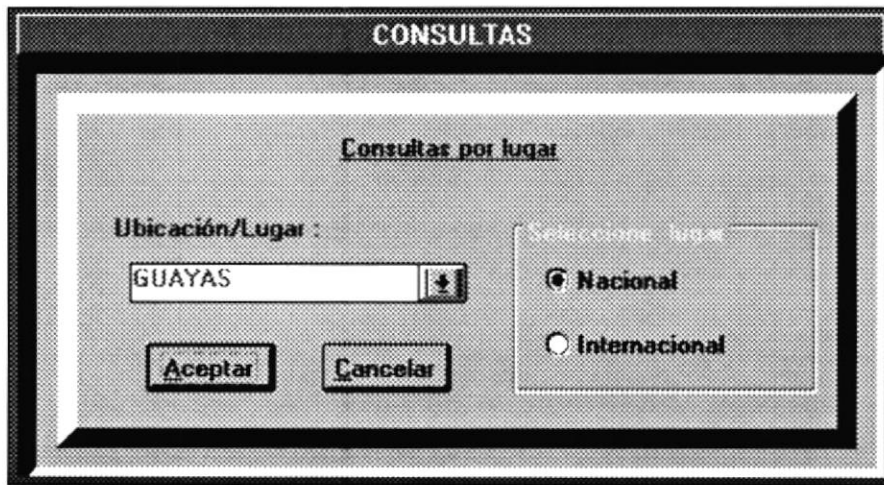 CONSULTAS
Consultas por lugar
Ubicación/Lugar :
GUAYAS
Aceptar
Cancelar
Seleccione lugar
Nacional
Internacional